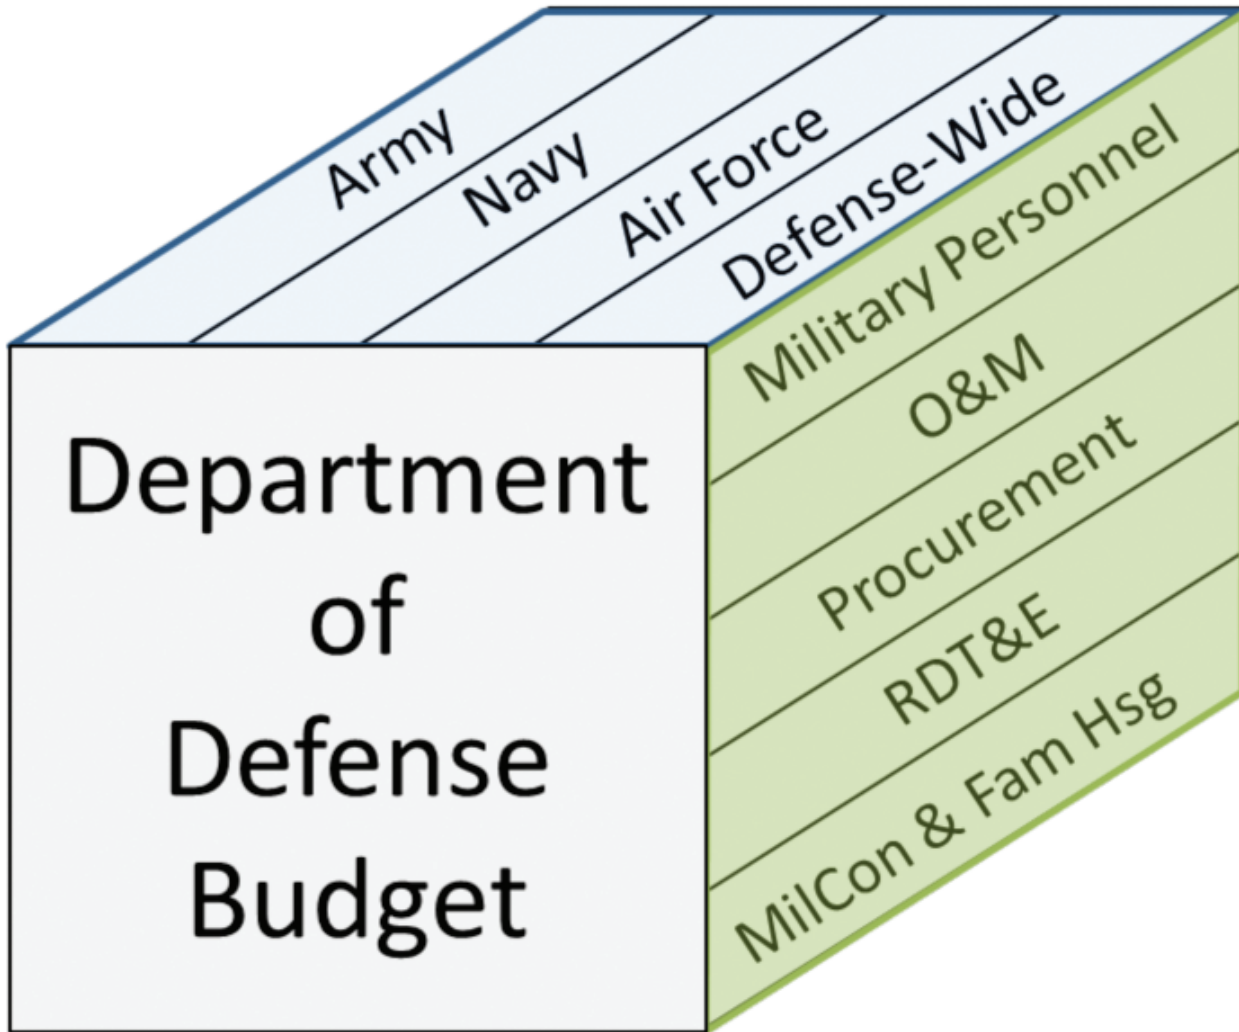 Army
Navy
Air Force
Defense-Wide
Military Personnel
O&M
Procurement
RDT&E
MilCon & Fam Hsg
Department
of
Defense
Budget